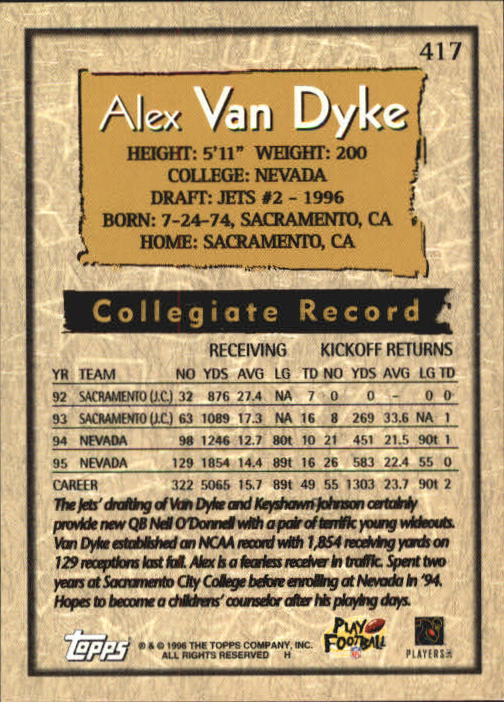 417
Alex Van Dyke
HEIGHT: 5'11" WEIGHT: 200
COLLEGE: NEVADA
DRAFT: JETS #2 - 1996
BORN: 7-24-74, SACRAMENTO, CA
HOME: SACRAMENTO, CA
Collegiate Record
RECEIVING KICKOFF RETURNS
YR TEAM NO YDS AVG LG TD NO YDS AVG LG TD
92 SACRAMENTO (J.C.) 32 876 27.4 NA 7 0 0 - 0 0
93 SACRAMENTO (J.C.) 63 1089 17.3 NA 16 8 269 33.6 NA 1
94 NEVADA 98 1246 12.7 80t 10 21 451 21.5 90t 1
95 NEVADA 129 1854 14.4 89t 16 26 583 22.4 55 0
CAREER 322 5065 15.7 89t 49 55 1303 23.7 90t 2
The Jets' drafting of Van Dyke and Keyshawn Johnson certainly
provide new QB Neil O'Donnell with a pair of terrific young wideouts.
Van Dyke established an NCAA record with 1,854 receiving yards on
129 receptions last fall. Alex is a fearless receiver in traffic. Spent two
years at Sacramento City College before enrolling at Nevada in '94.
Hopes to become a childrens' counselor after his playing days.
TOPPS
® & © 1996 THE TOPPS COMPANY, INC.
ALL RIGHTS RESERVED H
PLAY FOOTBALL
NFL
PLAYERS INC